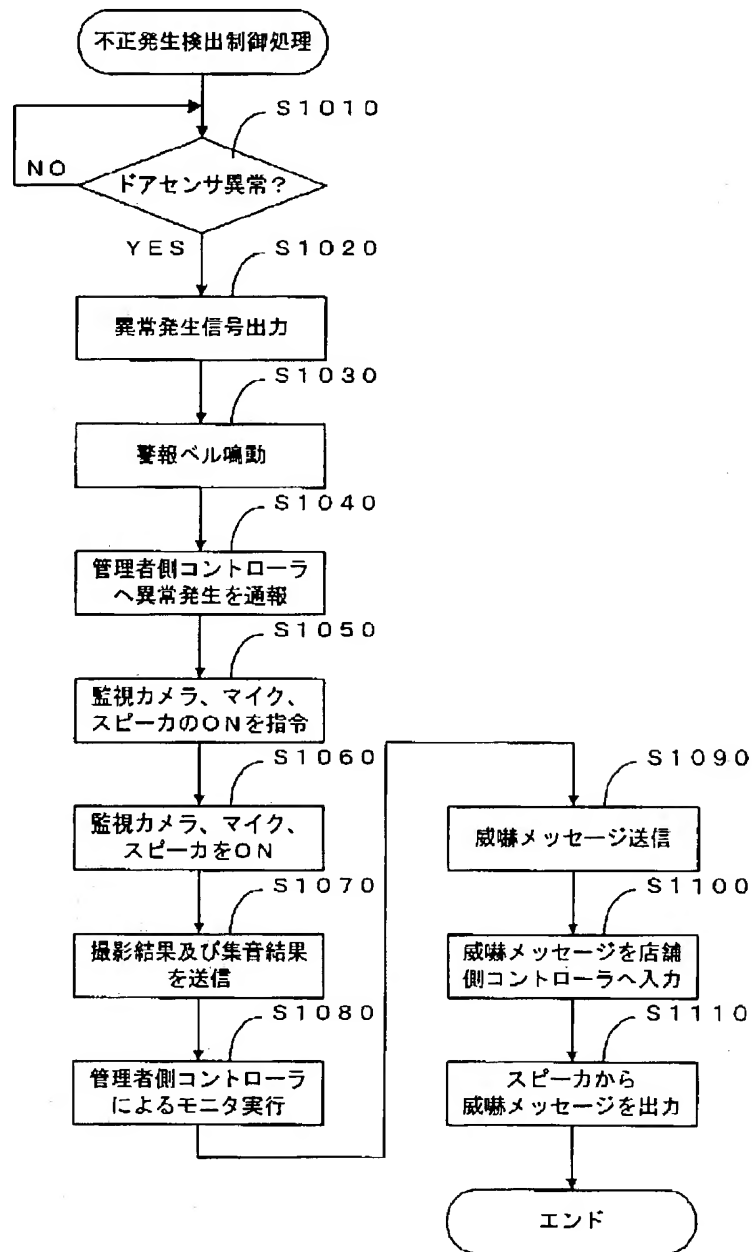 不正発生検出制御処理
S1010
NO
ドアセンサ異常？
YES
S1020
異常発生信号出力
S1030
警報ベル鳴動
S1040
管理者側コントローラ
へ異常発生を通報
S1050
監視カメラ、マイク、
スピーカのONを指令
S1060
監視カメラ、マイク、
スピーカをON
S1070
撮影結果及び集音結果
を送信
S1080
管理者側コントローラ
によるモニタ実行
S1090
威嚇メッセージ送信
S1100
威嚇メッセージを店舗
側コントローラへ入力
S1110
スピーカから
威嚇メッセージを出力
エンド